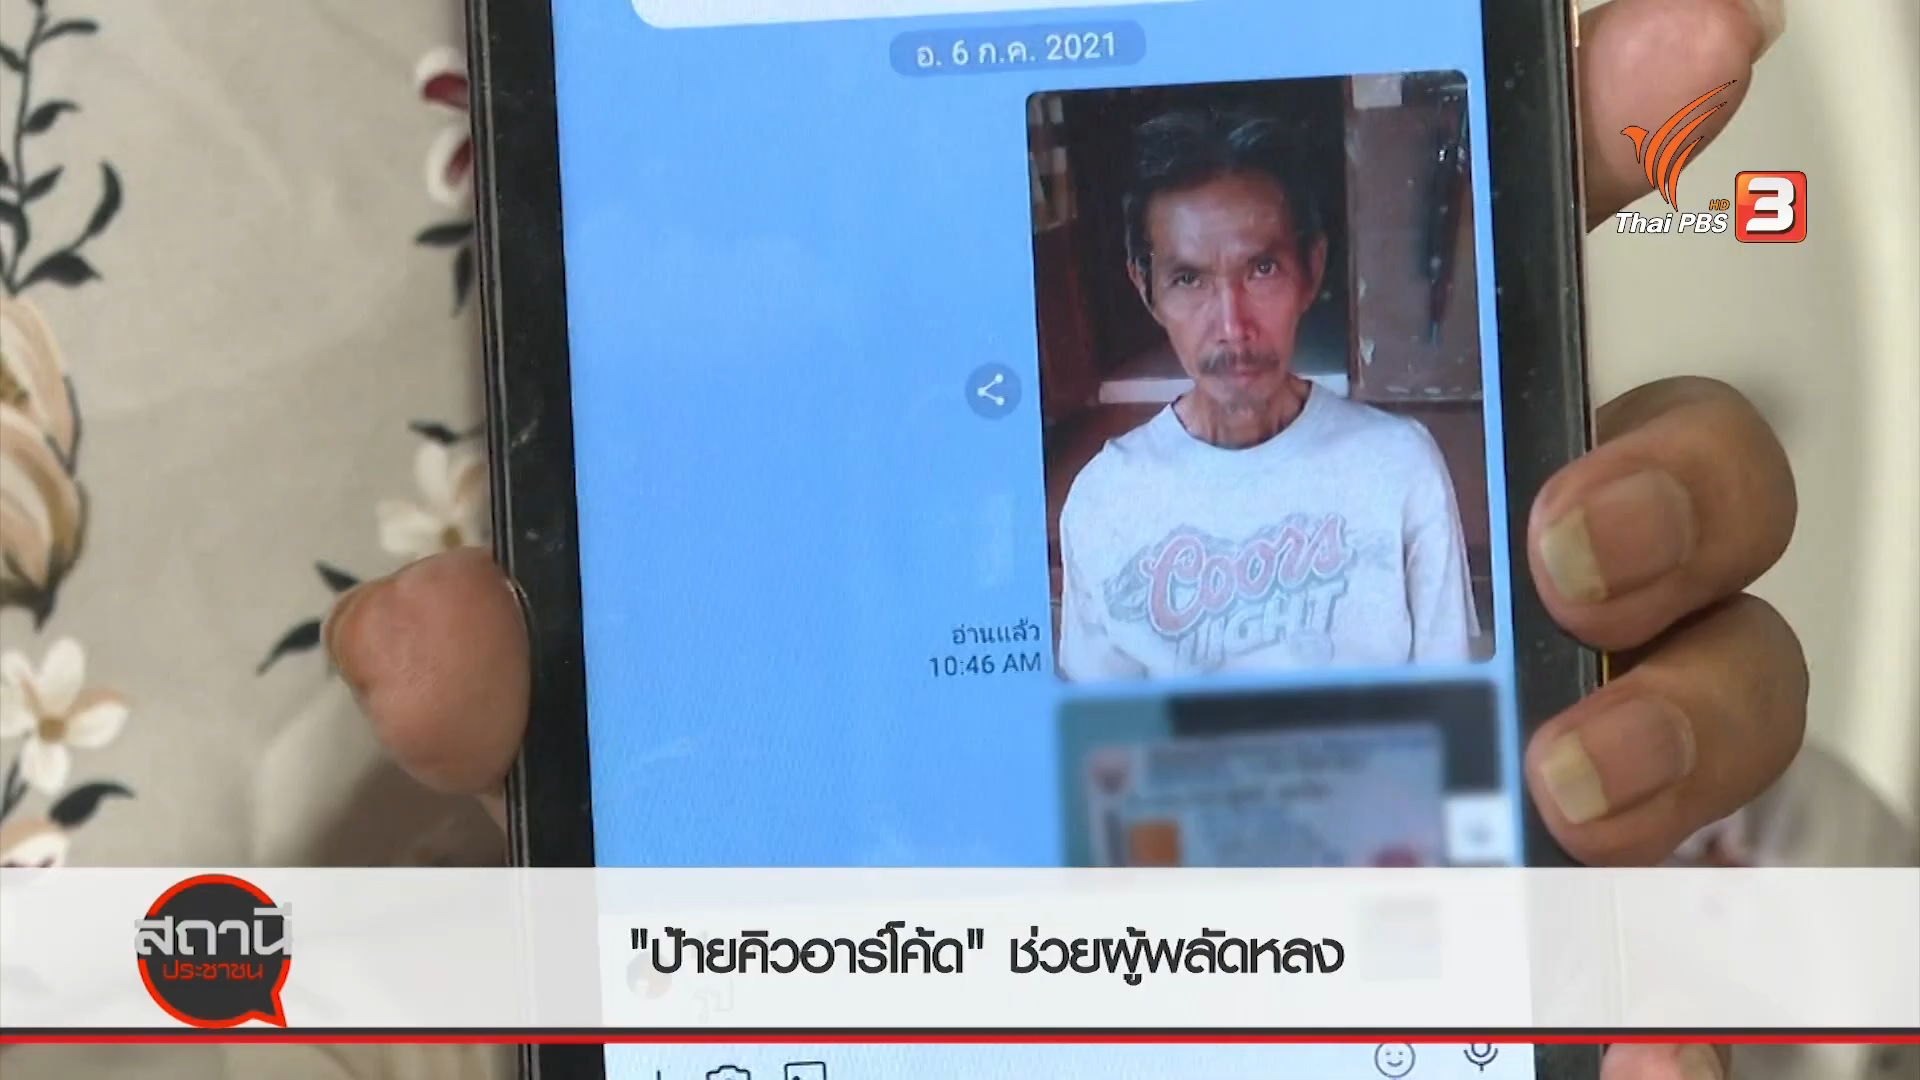 อ. 6 ก.ค. 2021
Thai PBS HD 3
Coors
LIGHT
อ่านแล้ว
10:46 AM
สถานี
ประชาชน
"ป้ายคิวอาร์โค้ด" ช่วยผู้พลัดหลง